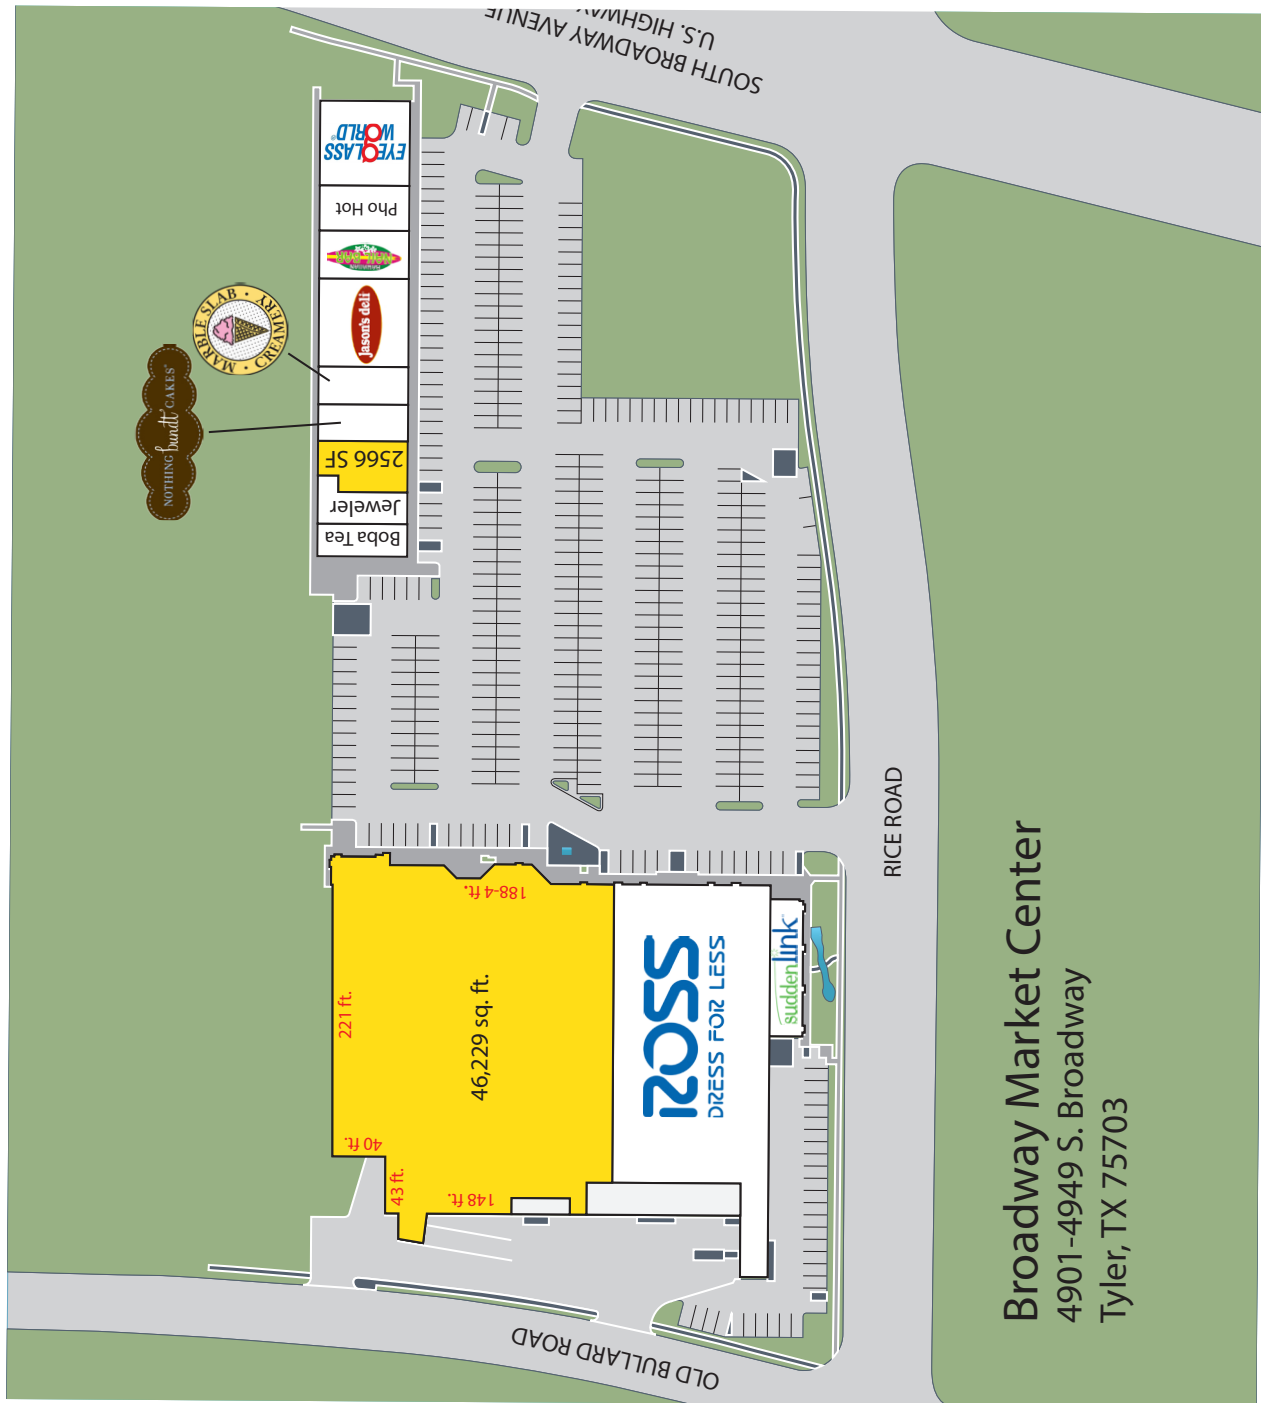 SOUTH BROADWAY AVENUE
U.S. HIGHWAY
EYEGLASS
WORLD®
Pho Hot
NAIL BAR
Jason's deli
MARBLE SLAB • CREAMERY •
NOTHING bundt CAKES®
2566 SF
Jeweler
Boba Tea
RICE ROAD
188-4 ft.
221 ft.
46,229 sq. ft.
40 ft.
43 ft.
148 ft.
ROSS
DRESS FOR LESS
suddenlink
OLD BULLARD ROAD
Broadway Market Center
4901-4949 S. Broadway
Tyler, TX 75703